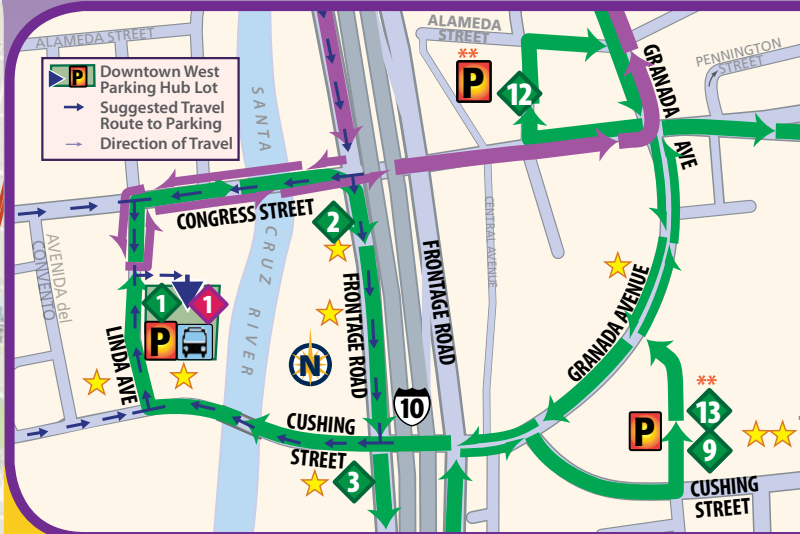 ALAMEDA STREET
Downtown West
Parking Hub Lot
Suggested Travel
Route to Parking
Direction of Travel
P
ALAMEDA
STREET
**
P
12
GRANADA
AVE
PENNINGTON
STREET
SANTA
CRUZ RIVER
CONGRESS STREET
2
AVENIDA del
CONVENTO
CENTRAL AVENUE
FRONTAGE ROAD
FRONTAGE ROAD
GRANADA AVENUE
1
1
P
LINDA AVE
N
10
CUSHING
STREET
3
**
13
P
9
CUSHING
STREET